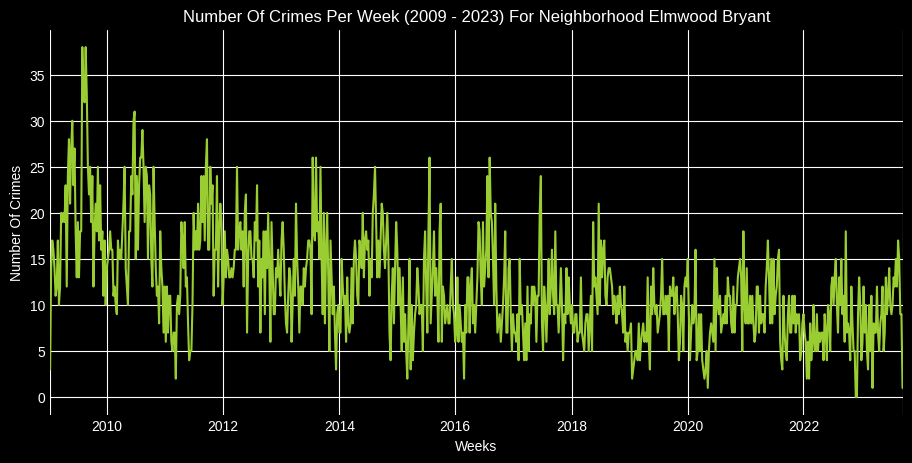 Number Of Crimes Per Week (2009 - 2023) For Neighborhood Elmwood Bryant
Number Of Crimes
35
30
25
20
15
10
5
0
2010 2012 2014 2016 2018 2020 2022
Weeks